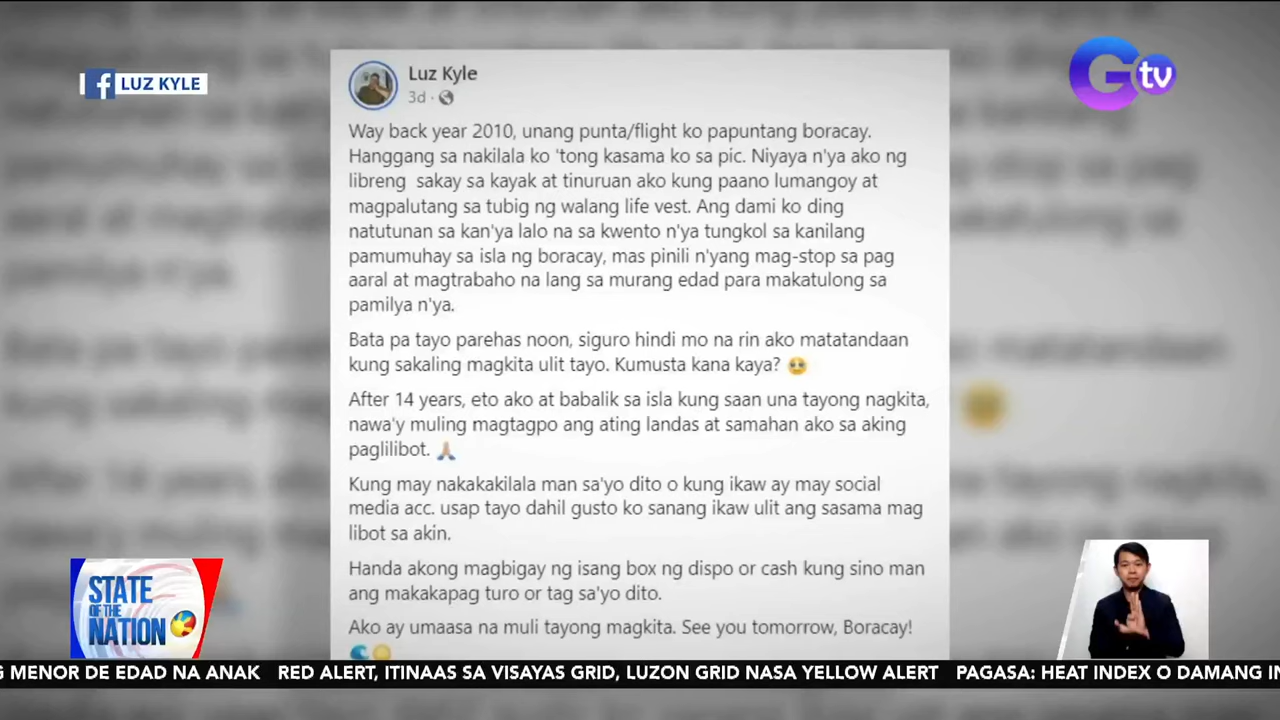 LUZ KYLE
G tv
Luz Kyle
3d
Way back year 2010, unang punta/flight ko papuntang boracay.
Hanggang sa nakilala ko 'tong kasama ko sa pic. Niyaya n'ya ako ng
libreng sakay sa kayak at tinuruan ako kung paano lumangoy at
magpalutang sa tubig ng walang life vest. Ang dami ko ding
natutunan sa kan'ya lalo na sa kwento n'ya tungkol sa kanilang
pamumuhay sa isla ng boracay, mas pinili n'yang mag-stop sa pag
aaral at magtrabaho na lang sa murang edad para makatulong sa
pamilya n'ya.
Bata pa tayo parehas noon, siguro hindi mo na rin ako matatandaan
kung sakaling magkita ulit tayo. Kumusta kana kaya? 🥹
After 14 years, eto ako at babalik sa isla kung saan una tayong nagkita,
nawa'y muling magtagpo ang ating landas at samahan ako sa aking
paglilibot. 🙏
Kung may nakakakilala man sa'yo dito o kung ikaw ay may social
media acc. usap tayo dahil gusto ko sanang ikaw ulit ang sasama mag
libot sa akin.
Handa akong magbigay ng isang box ng dispo or cash kung sino man
ang makakapag turo or tag sa'yo dito.
Ako ay umaasa na muli tayong magkita. See you tomorrow, Boracay!
🌊🌞
STATE
OF THE
NATION
G MENOR DE EDAD NA ANAK RED ALERT, ITINAAS SA VISAYAS GRID, LUZON GRID NASA YELLOW ALERT PAGASA: HEAT INDEX O DAMANG IN